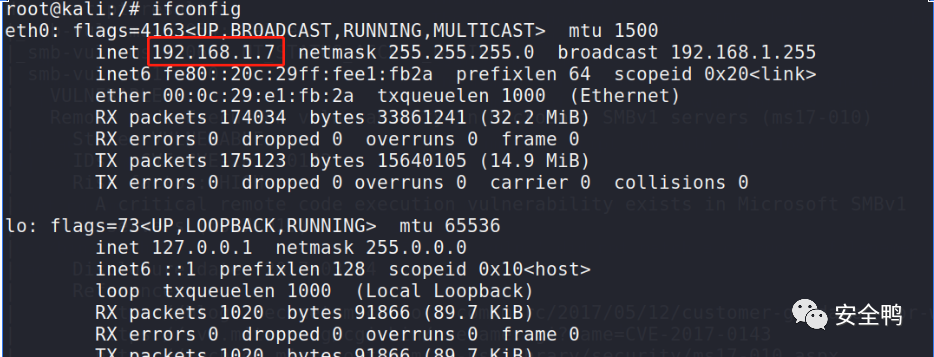 root@kali:/# ifconfig
eth0: flags=4163<UP,BROADCAST,RUNNING,MULTICAST>  mtu 1500
        inet 192.168.1.7  netmask 255.255.255.0  broadcast 192.168.1.255
        inet6 fe80::20c:29ff:fee1:fb2a  prefixlen 64  scopeid 0x20<link>
        ether 00:0c:29:e1:fb:2a  txqueuelen 1000  (Ethernet)
        RX packets 174034  bytes 33861241 (32.2 MiB)
        RX errors 0  dropped 0  overruns 0  frame 0
        TX packets 175123  bytes 15640105 (14.9 MiB)
        TX errors 0  dropped 0 overruns 0  carrier 0  collisions 0
lo: flags=73<UP,LOOPBACK,RUNNING>  mtu 65536
        inet 127.0.0.1  netmask 255.0.0.0
        inet6 ::1  prefixlen 128  scopeid 0x10<host>
        loop  txqueuelen 1000  (Local Loopback)
        RX packets 1020  bytes 91866 (89.7 KiB)
        RX errors 0  dropped 0  overruns 0  frame 0
        TX packets 1020  bytes 91866 (89.7 KiB)
安全鸭